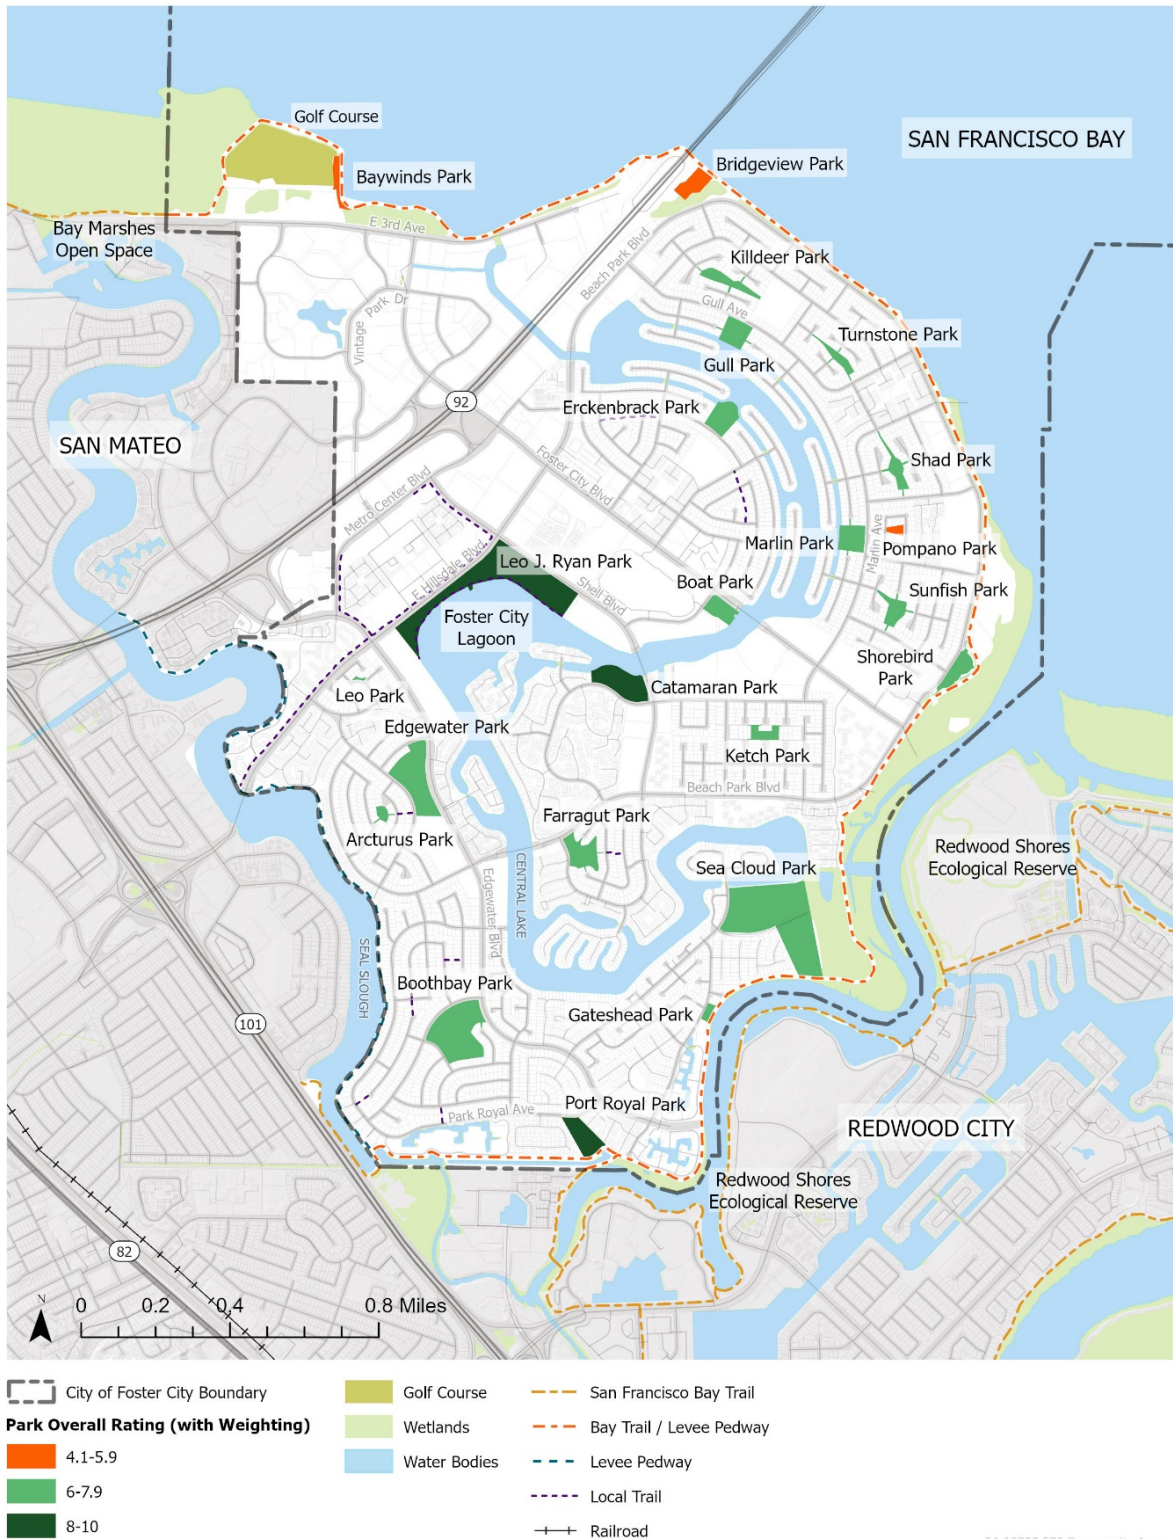 Golf Course
SAN FRANCISCO BAY
Bridgeview Park
Baywinds Park
E 3rd Ave
Bay Marshes
Open Space
Killdeer Park
Beach Park Blvd
Gull Ave
Park Dr
Vintage
Turnstone Park
Gull Park
92
Erckenbrack Park
SAN MATEO
Foster City Blvd
Shad Park
Metro Center Blvd
Marlin Park
Marlin Ave
Pompano Park
E Hillsdale Blvd
Leo J. Ryan Park
Shell Blvd
Boat Park
Sunfish Park
Foster City
Lagoon
Shorebird
Park
Leo Park
Catamaran Park
Edgewater Park
Ketch Park
Beach Park Blvd
Arcturus Park
Farragut Park
Redwood Shores
Ecological Reserve
Sea Cloud Park
Edgewater Blvd
CENTRAL LAKE
SEAL SLOUGH
Boothbay Park
Gateshead Park
101
Park Royal Ave
Port Royal Park
REDWOOD CITY
Redwood Shores
Ecological Reserve
82
N
0 0.2 0.4 0.8 Miles
City of Foster City Boundary
Park Overall Rating (with Weighting)
4.1-5.9
6-7.9
8-10
Golf Course
Wetlands
Water Bodies
San Francisco Bay Trail
Bay Trail / Levee Pedway
Levee Pedway
Local Trail
Railroad